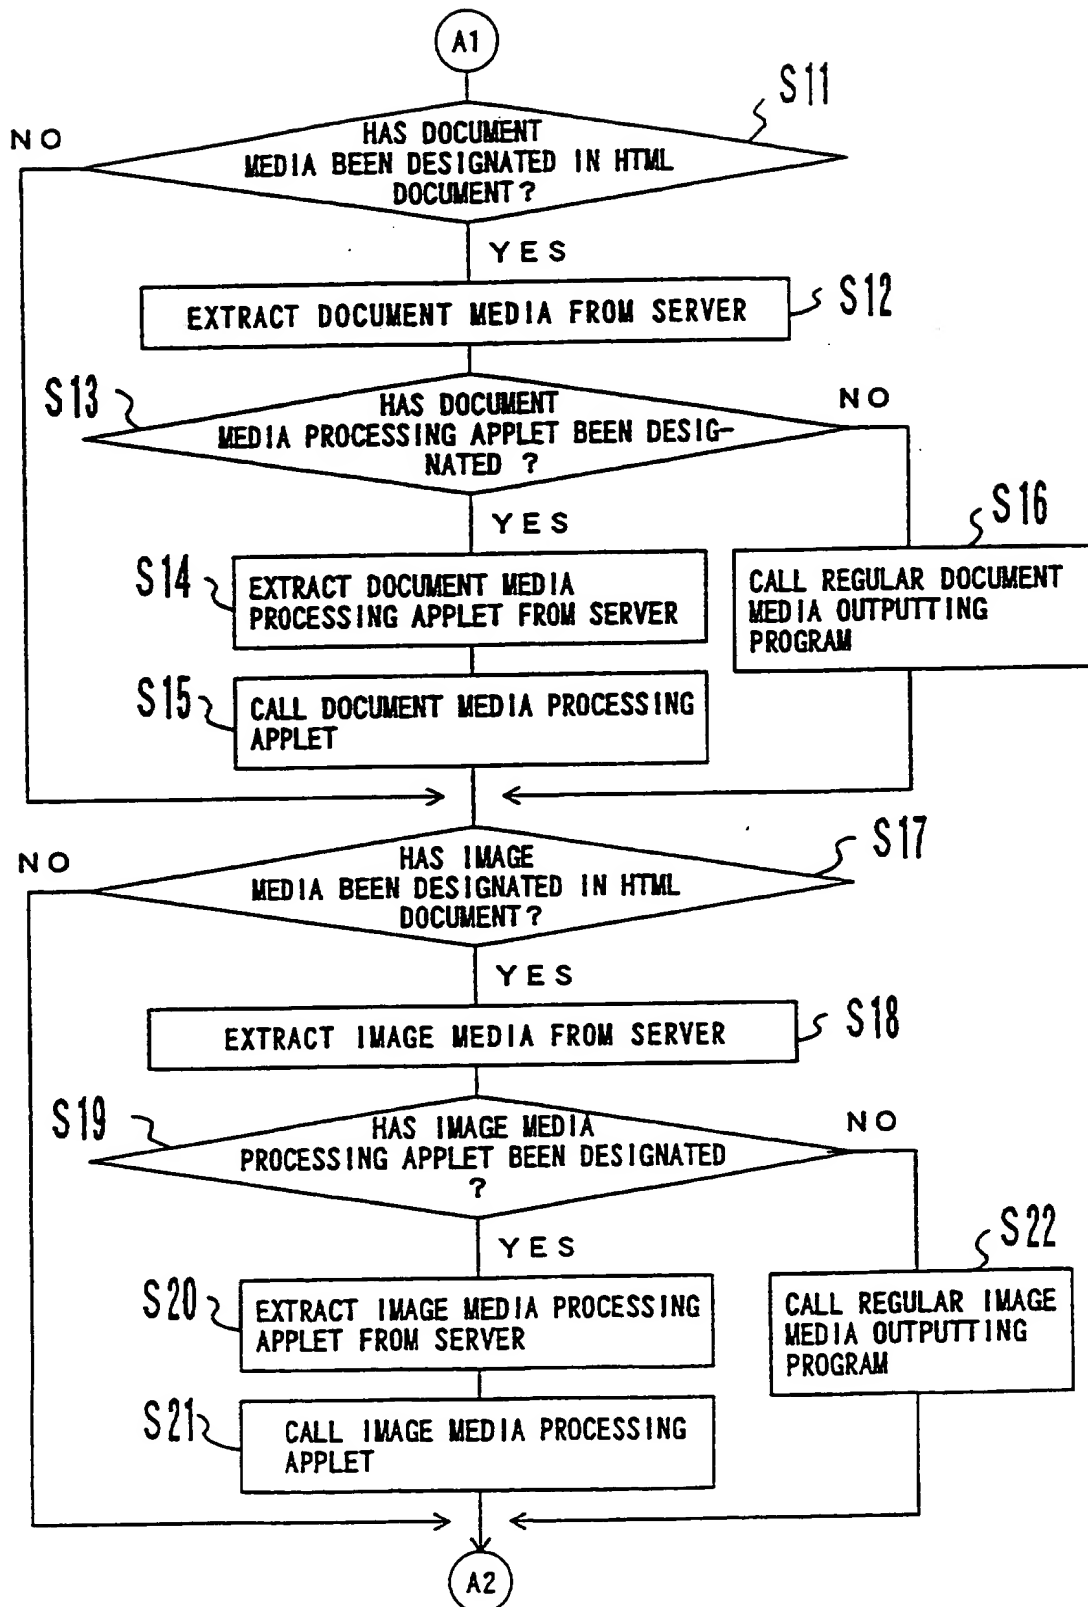 A1
S11
NO
HAS DOCUMENT
MEDIA BEEN DESIGNATED IN HTML
DOCUMENT?
YES
S12
EXTRACT DOCUMENT MEDIA FROM SERVER
S13
NO
HAS DOCUMENT
MEDIA PROCESSING APPLET BEEN DESIG-
NATED ?
YES
S16
S14
EXTRACT DOCUMENT MEDIA
PROCESSING APPLET FROM SERVER
CALL REGULAR DOCUMENT
MEDIA OUTPUTTING
PROGRAM
S15
CALL DOCUMENT MEDIA PROCESSING
APPLET
S17
NO
HAS IMAGE
MEDIA BEEN DESIGNATED IN HTML
DOCUMENT?
YES
S18
EXTRACT IMAGE MEDIA FROM SERVER
S19
NO
HAS IMAGE MEDIA
PROCESSING APPLET BEEN DESIGNATED
?
YES
S22
S20
EXTRACT IMAGE MEDIA PROCESSING
APPLET FROM SERVER
CALL REGULAR IMAGE
MEDIA OUTPUTTING
PROGRAM
S21
CALL IMAGE MEDIA PROCESSING
APPLET
A2